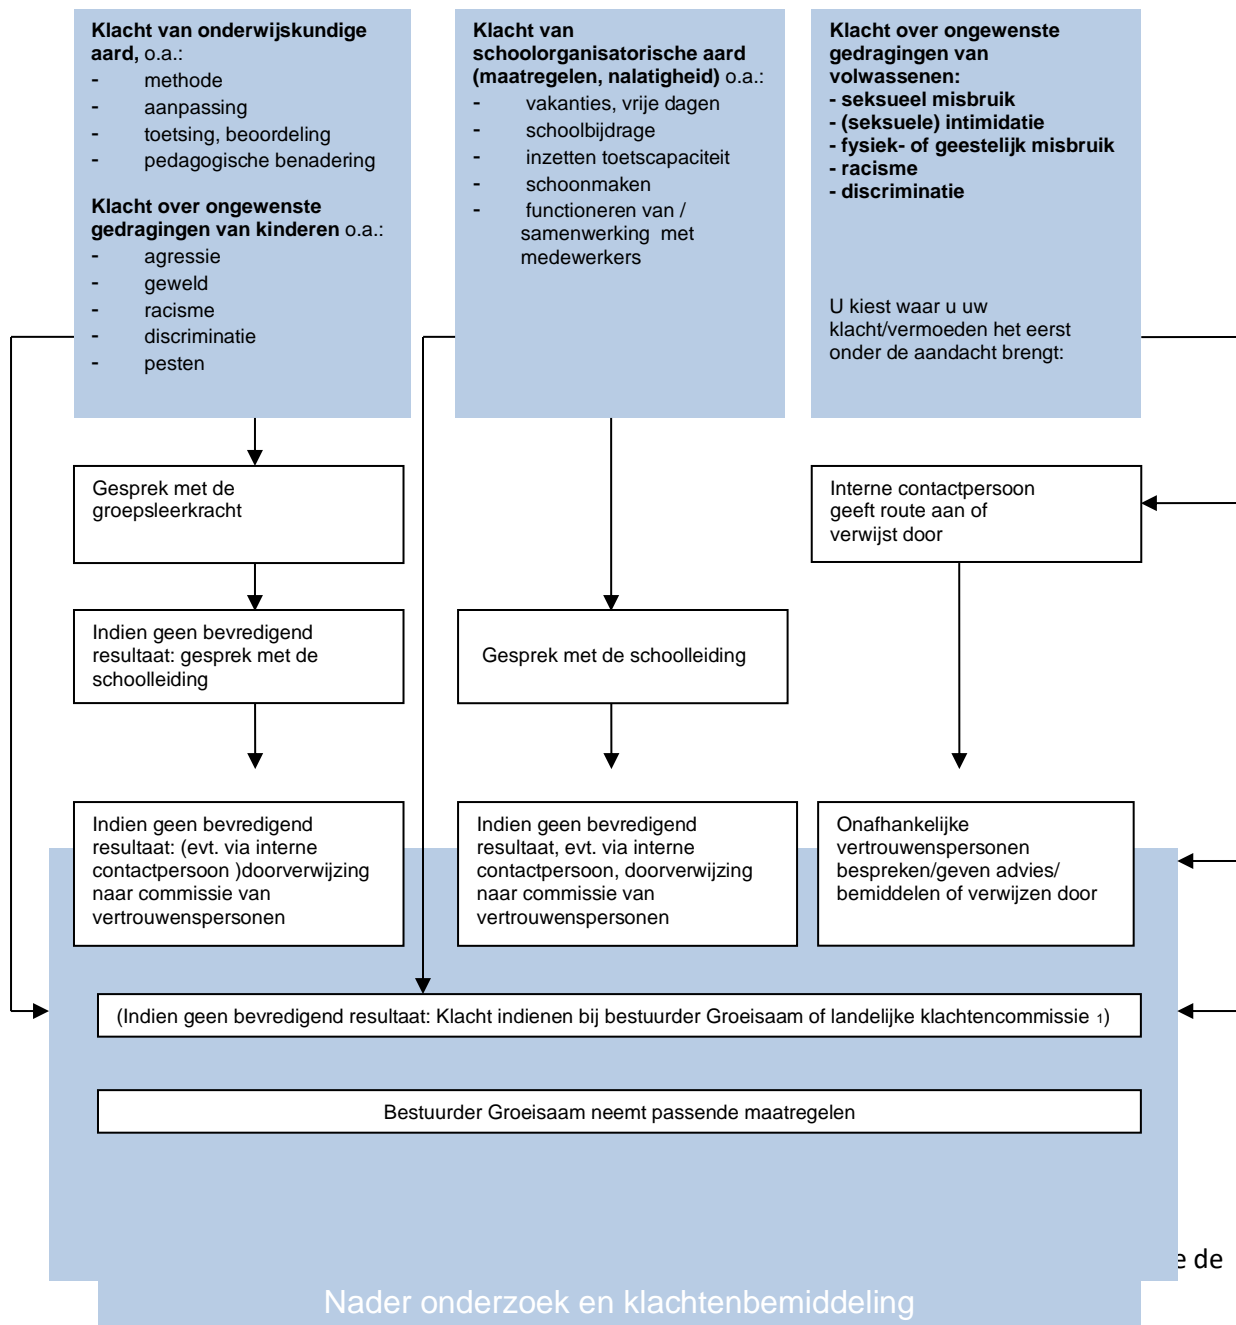 Klacht van onderwijskundige
aard, o.a.:
- methode
- aanpassing
- toetsing, beoordeling
- pedagogische benadering
Klacht over ongewenste
gedragingen van kinderen o.a.:
- agressie
- geweld
- racisme
- discriminatie
- pesten
Klacht van
schoolorganisatorische aard
(maatregelen, nalatigheid) o.a.:
- vakanties, vrije dagen
- schoolbijdrage
- inzetten toetscapaciteit
- schoonmaken
- functioneren van /
samenwerking met
medewerkers
Klacht over ongewenste
gedragingen van
volwassenen:
- seksueel misbruik
- (seksuele) intimidatie
- fysiek- of geestelijk misbruik
- racisme
- discriminatie
U kiest waar u uw
klacht/vermoeden het eerst
onder de aandacht brengt:
Gesprek met de
groepsleerkracht
Interne contactpersoon
geeft route aan of
verwijst door
Indien geen bevredigend
resultaat: gesprek met de
schoolleiding
Gesprek met de schoolleiding
Indien geen bevredigend
resultaat: (evt. via interne
contactpersoon )doorverwijzing
naar commissie van
vertrouwenspersonen
Indien geen bevredigend
resultaat, evt. via interne
contactpersoon, doorverwijzing
naar commissie van
vertrouwenspersonen
Onafhankelijke
vertrouwenspersonen
bespreken/geven advies/
bemiddelen of verwijzen door
(Indien geen bevredigend resultaat: Klacht indienen bij bestuurder Groeisaam of landelijke klachtencommissie 1)
Bestuurder Groeisaam neemt passende maatregelen
de
Nader onderzoek en klachtenbemiddeling